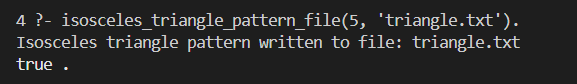 4 ?- isosceles_triangle_pattern_file(5, 'triangle.txt').
Isosceles triangle pattern written to file: triangle.txt
true .